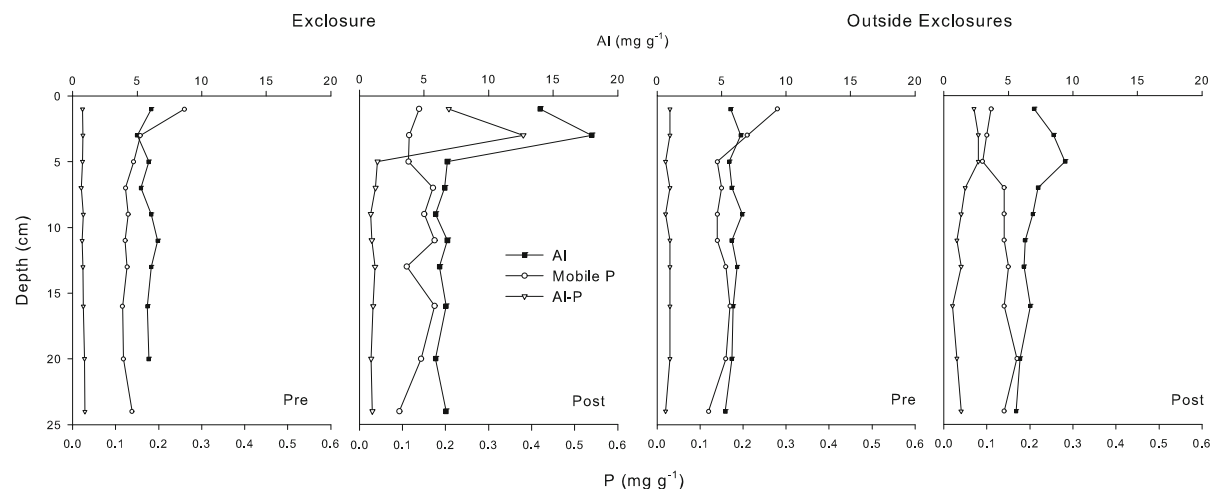 Exclosure
Outside Exclosures
Al (mg g-1)
0 5 10 15 20 0 5 10 15 20 0 5 10 15 20 0 5 10 15 20
0
5
10
15
20
25
Depth (cm)
Al
Mobile P
Al-P
Pre
Post
Pre
Post
0.0 0.1 0.2 0.3 0.4 0.5 0.6 0.0 0.1 0.2 0.3 0.4 0.5 0.6 0.0 0.1 0.2 0.3 0.4 0.5 0.6 0.0 0.1 0.2 0.3 0.4 0.5 0.6
P (mg g-1)